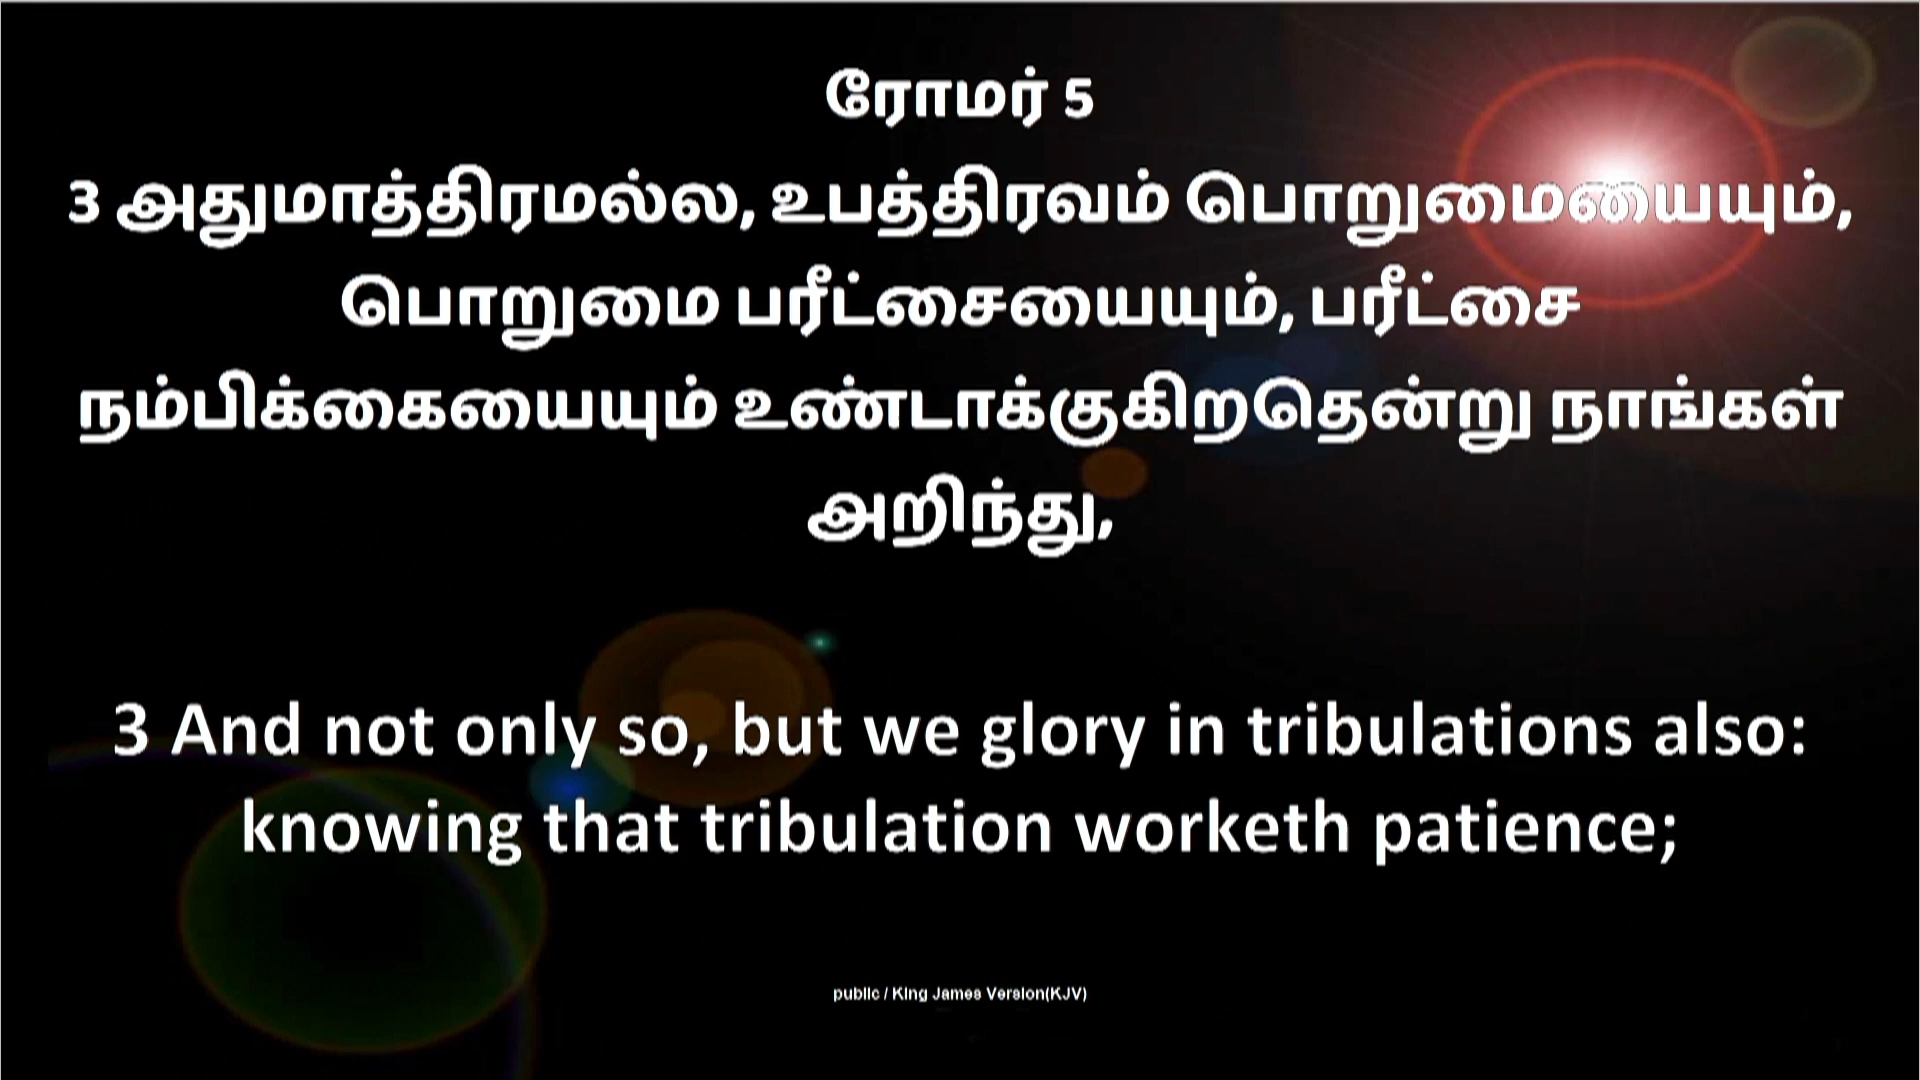 ரோமர் 5
3 அதுமாத்திரமல்ல, உபத்திரவம் பொறுமையையும்,
பொறுமை பரீட்சையையும், பரீட்சை
நம்பிக்கையையும் உண்டாக்குகிறதென்று நாங்கள்
அறிந்து,
3 And not only so, but we glory in tribulations also:
knowing that tribulation worketh patience;
public / King James Version(KJV)